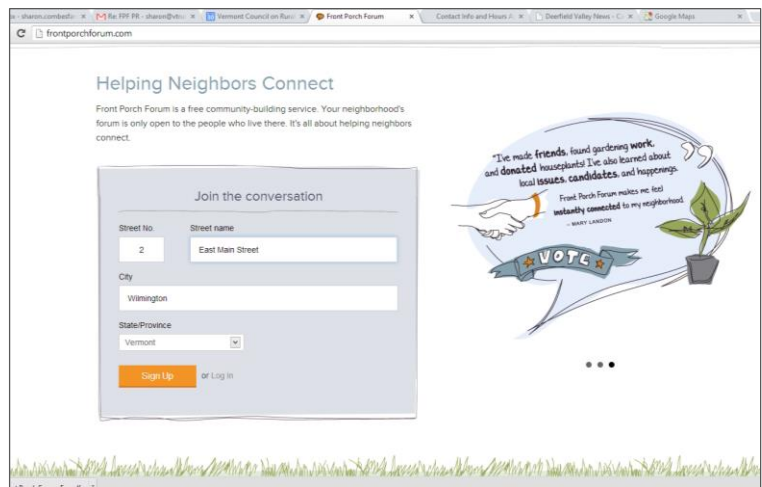 - sharon.combesfa
Re: FPF PR - sharon@vtru
Vermont Council on Rura
Front Porch Forum
Contact Info and Hours
Deerfield Valley News - C
Google Maps
frontporchforum.com
Helping Neighbors Connect
Front Porch Forum is a free community-building service. Your neighborhood's
forum is only open to the people who live there. It's all about helping neighbors
connect.
Join the conversation
Street No. Street name
2 East Main Street
City
Wilmington
State/Province
Vermont
Sign Up or Log In
"I've made friends, found gardening work,
and donated houseplants! I've also learned about
local issues, candidates, and happenings.
Front Porch Forum makes me feel
instantly connected to my neighborhood
- MARY LANDON
VOTE